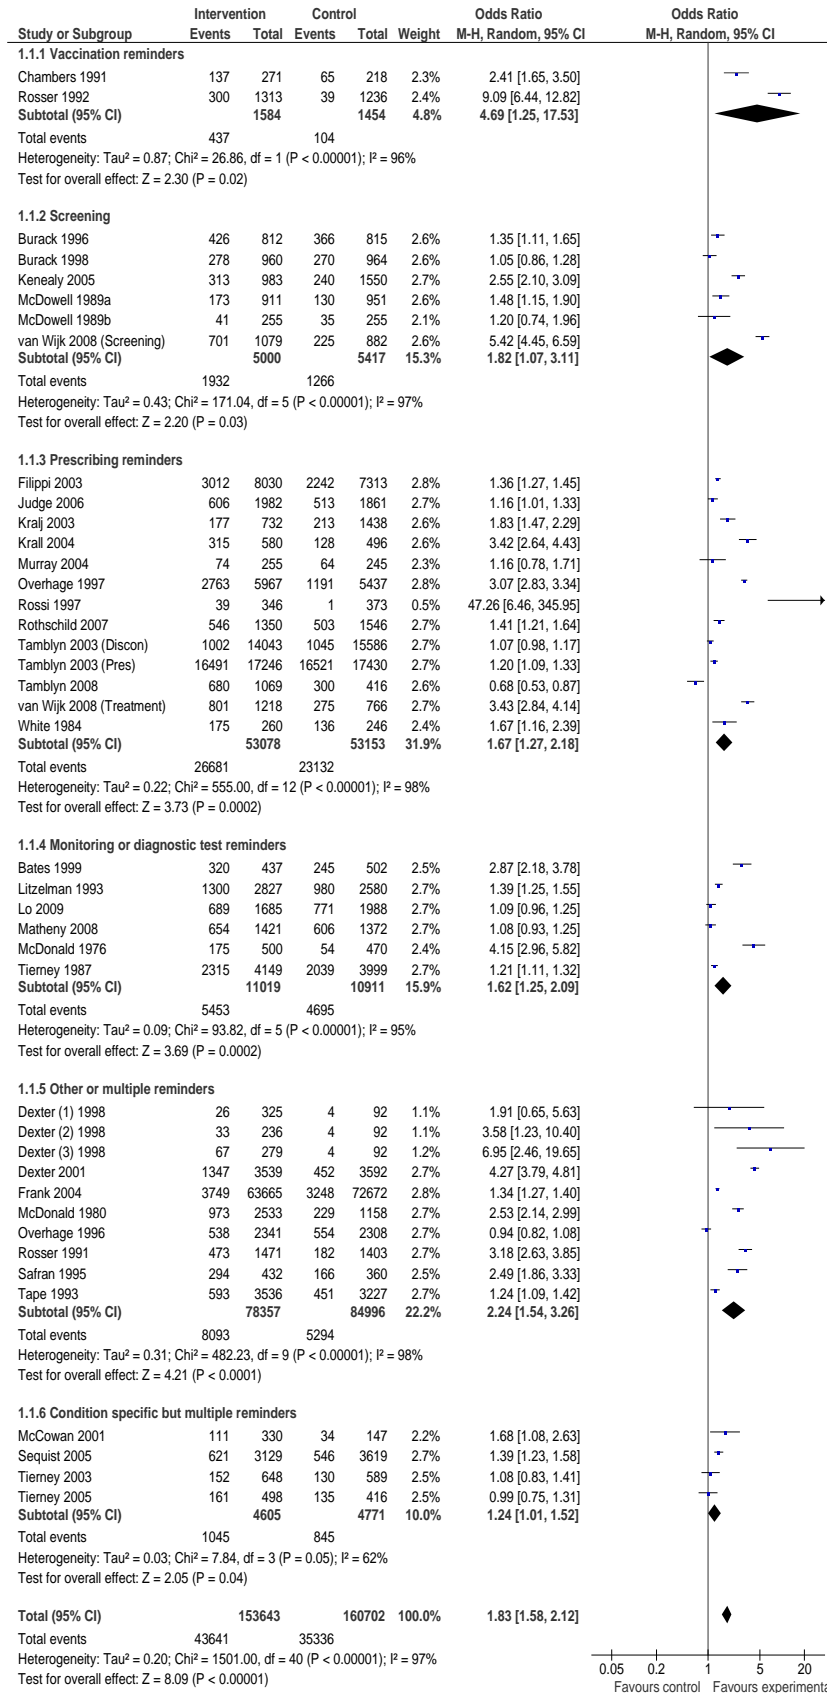 Intervention Control Odds Ratio Odds Ratio
Study or Subgroup Events Total Events Total Weight M-H, Random, 95% CI M-H, Random, 95% CI
1.1.1 Vaccination reminders
Chambers 1991 137 271 65 218 2.3% 2.41 [1.65, 3.50]
Rosser 1992 300 1313 39 1236 2.4% 9.09 [6.44, 12.82]
Subtotal (95% CI) 1584 1454 4.8% 4.69 [1.25, 17.53]
Total events 437 104
Heterogeneity: Tau² = 0.87; Chi² = 26.86, df = 1 (P < 0.00001); I² = 96%
Test for overall effect: Z = 2.30 (P = 0.02)
1.1.2 Screening
Burack 1996 426 812 366 815 2.6% 1.35 [1.11, 1.65]
Burack 1998 278 960 270 964 2.6% 1.05 [0.86, 1.28]
Kenealy 2005 313 983 240 1550 2.7% 2.55 [2.10, 3.09]
McDowell 1989a 173 911 130 951 2.6% 1.48 [1.15, 1.90]
McDowell 1989b 41 255 35 255 2.1% 1.20 [0.74, 1.96]
van Wijk 2008 (Screening) 701 1079 225 882 2.6% 5.42 [4.45, 6.59]
Subtotal (95% CI) 5000 5417 15.3% 1.82 [1.07, 3.11]
Total events 1932 1266
Heterogeneity: Tau² = 0.43; Chi² = 171.04, df = 5 (P < 0.00001); I² = 97%
Test for overall effect: Z = 2.20 (P = 0.03)
1.1.3 Prescribing reminders
Filippi 2003 3012 8030 2242 7313 2.8% 1.36 [1.27, 1.45]
Judge 2006 606 1982 513 1861 2.7% 1.16 [1.01, 1.33]
Kralj 2003 177 732 213 1438 2.6% 1.83 [1.47, 2.29]
Krall 2004 315 580 128 496 2.6% 3.42 [2.64, 4.43]
Murray 2004 74 255 64 245 2.4% 1.16 [0.78, 1.71]
Overhage 1997 2763 5967 1191 5437 2.8% 3.07 [2.83, 3.34]
Rossi 1997 39 346 1 373 0.5% 47.26 [6.46, 345.95]
Rothschild 2007 546 1350 503 1546 2.7% 1.41 [1.21, 1.64]
Tamblyn 2003 (Discon) 1002 14043 1045 15586 2.7% 1.07 [0.98, 1.17]
Tamblyn 2003 (Pres) 16491 17246 16521 17430 2.7% 1.20 [1.09, 1.33]
Tamblyn 2008 680 1069 300 416 2.6% 0.68 [0.53, 0.87]
van Wijk 2008 (Treatment) 801 1218 275 766 2.6% 3.43 [2.84, 4.14]
White 1984 175 260 136 246 2.4% 1.67 [1.16, 2.39]
Subtotal (95% CI) 53078 53153 31.9% 1.67 [1.27, 2.18]
Total events 26681 23132
Heterogeneity: Tau² = 0.22; Chi² = 555.00, df = 12 (P < 0.00001); I² = 98%
Test for overall effect: Z = 3.73 (P = 0.0002)
1.1.4 Monitoring or diagnostic test reminders
Bates 1999 320 437 245 502 2.5% 2.87 [2.18, 3.78]
Litzelman 1993 1300 2827 980 2580 2.7% 1.39 [1.25, 1.55]
Lo 2009 689 1685 771 1988 2.7% 1.09 [0.96, 1.25]
Matheny 2008 654 1421 606 1372 2.7% 1.08 [0.93, 1.25]
McDonald 1976 175 500 54 470 2.4% 4.15 [2.96, 5.82]
Tierney 1987 2315 4149 2039 3999 2.7% 1.21 [1.11, 1.32]
Subtotal (95% CI) 11019 10911 15.9% 1.62 [1.25, 2.09]
Total events 5453 4695
Heterogeneity: Tau² = 0.09; Chi² = 93.82, df = 5 (P < 0.00001); I² = 95%
Test for overall effect: Z = 3.69 (P = 0.0002)
1.1.5 Other or multiple reminders
Dexter (1) 1998 26 325 4 92 1.1% 1.91 [0.65, 5.63]
Dexter (2) 1998 33 236 4 92 1.1% 3.58 [1.23, 10.40]
Dexter (3) 1998 67 279 4 92 1.2% 6.95 [2.46, 19.65]
Dexter 2001 1347 3539 452 3592 2.7% 4.27 [3.79, 4.81]
Frank 2004 3749 63665 3248 72672 2.8% 1.34 [1.27, 1.40]
McDonald 1980 973 2533 229 1158 2.7% 2.53 [2.14, 2.99]
Overhage 1996 538 2341 554 2308 2.7% 0.94 [0.82, 1.08]
Rosser 1991 473 1471 182 1403 2.7% 3.18 [2.63, 3.85]
Safran 1995 294 432 166 360 2.5% 2.49 [1.86, 3.33]
Tape 1993 593 3536 451 3227 2.7% 1.24 [1.09, 1.42]
Subtotal (95% CI) 78357 84996 22.2% 2.24 [1.54, 3.26]
Total events 8093 5294
Heterogeneity: Tau² = 0.31; Chi² = 482.23, df = 9 (P < 0.00001); I² = 98%
Test for overall effect: Z = 4.21 (P < 0.0001)
1.1.6 Condition specific but multiple reminders
McCowan 2001 111 330 34 147 2.2% 1.68 [1.08, 2.63]
Sequist 2005 621 3129 546 3619 2.7% 1.39 [1.23, 1.58]
Tierney 2003 152 648 130 589 2.5% 1.08 [0.83, 1.41]
Tierney 2005 161 498 135 416 2.5% 0.99 [0.75, 1.31]
Subtotal (95% CI) 4605 4771 10.0% 1.24 [1.01, 1.52]
Total events 1045 845
Heterogeneity: Tau² = 0.03; Chi² = 7.84, df = 3 (P = 0.05); I² = 62%
Test for overall effect: Z = 2.05 (P = 0.04)
Total (95% CI) 153643 160702 100.0% 1.83 [1.58, 2.12]
Total events 43641 35336
Heterogeneity: Tau² = 0.20; Chi² = 1501.00, df = 40 (P < 0.00001); I² = 97%
Test for overall effect: Z = 8.09 (P < 0.00001)
0.05 0.2 1 5 20
Favours control Favours experimenta